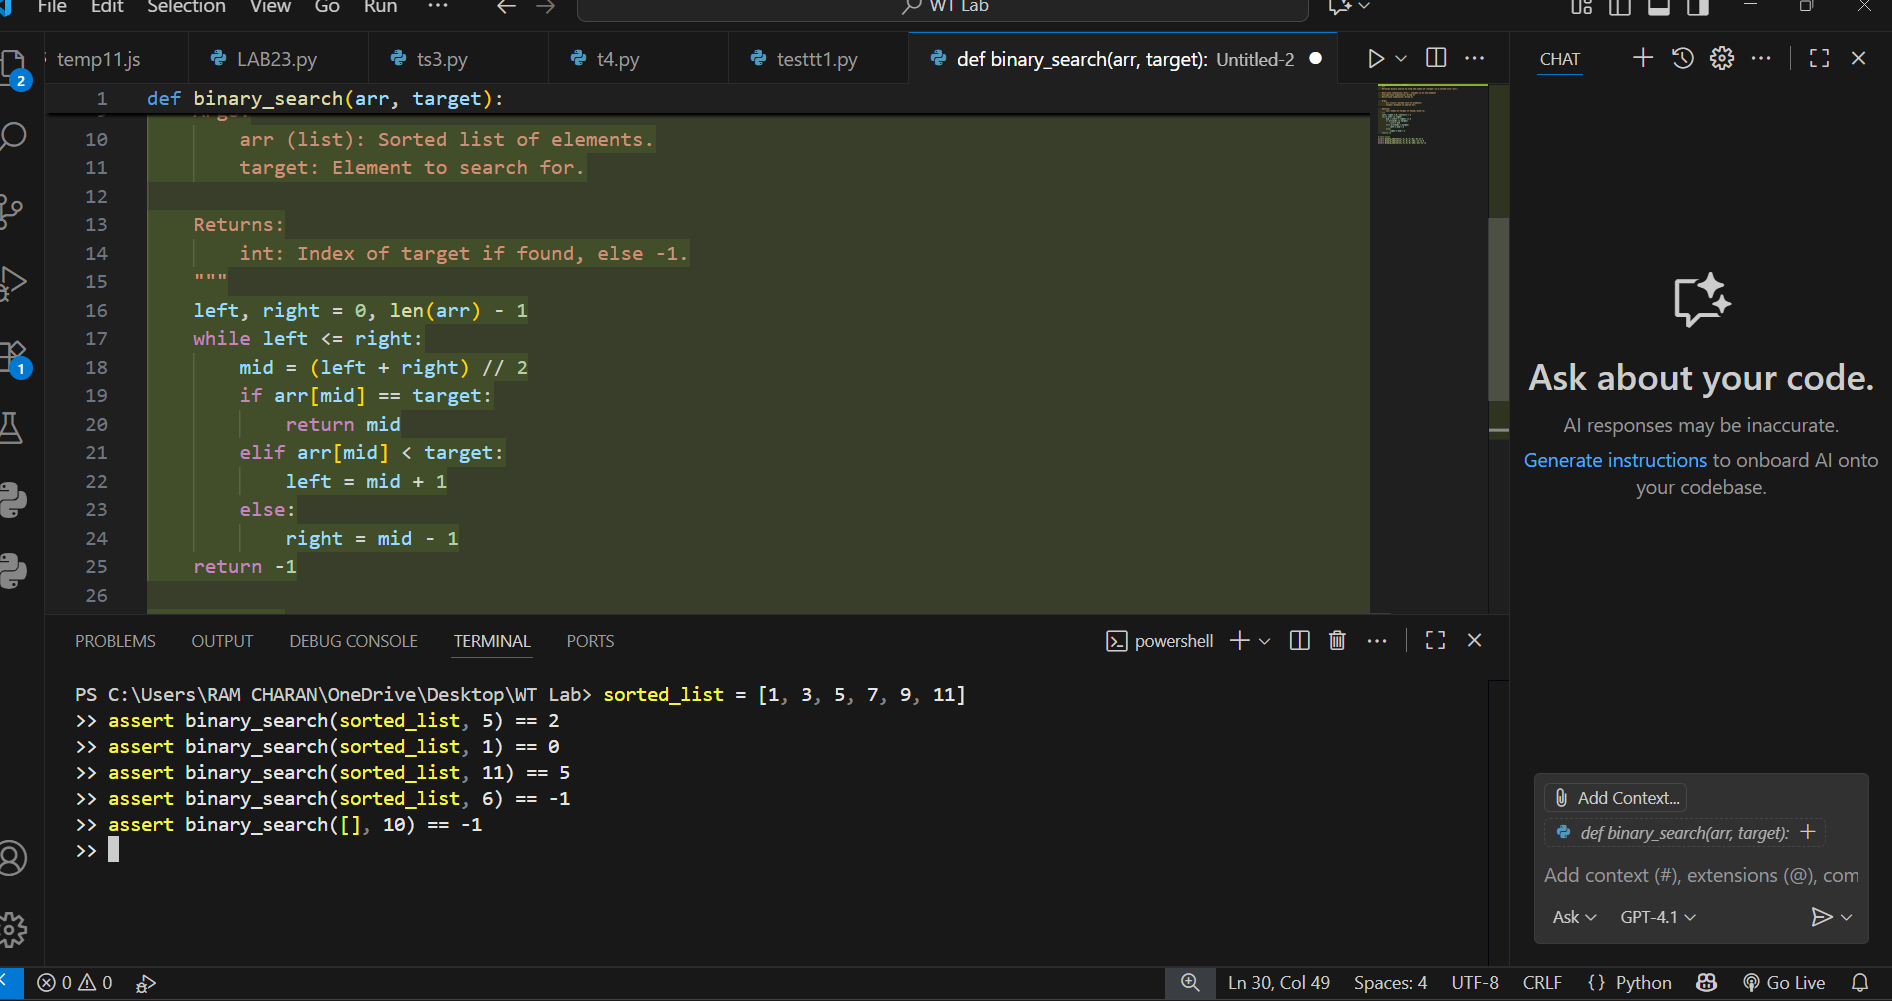 File Edit Selection View Go Run ··· WT Lab
temp11.js LAB23.py ts3.py t4.py testtt1.py def binary_search(arr, target): Untitled-2
1 def binary_search(arr, target):
10 arr (list): Sorted list of elements.
11 target: Element to search for.
12
13 Returns:
14 int: Index of target if found, else -1.
15 """
16 left, right = 0, len(arr) - 1
17 while left <= right:
18 mid = (left + right) // 2
19 if arr[mid] == target:
20 return mid
21 elif arr[mid] < target:
22 left = mid + 1
23 else:
24 right = mid - 1
25 return -1
26
2
1
PROBLEMS OUTPUT DEBUG CONSOLE TERMINAL PORTS powershell
PS C:\Users\RAM CHARAN\OneDrive\Desktop\WT Lab> sorted_list = [1, 3, 5, 7, 9, 11]
>> assert binary_search(sorted_list, 5) == 2
>> assert binary_search(sorted_list, 1) == 0
>> assert binary_search(sorted_list, 11) == 5
>> assert binary_search(sorted_list, 6) == -1
>> assert binary_search([], 10) == -1
>>
CHAT
Ask about your code.
AI responses may be inaccurate.
Generate instructions to onboard AI onto
your codebase.
Add Context...
def binary_search(arr, target): +
Add context (#), extensions (@), com
Ask GPT-4.1
0 0 Ln 30, Col 49 Spaces: 4 UTF-8 CRLF {} Python Go Live